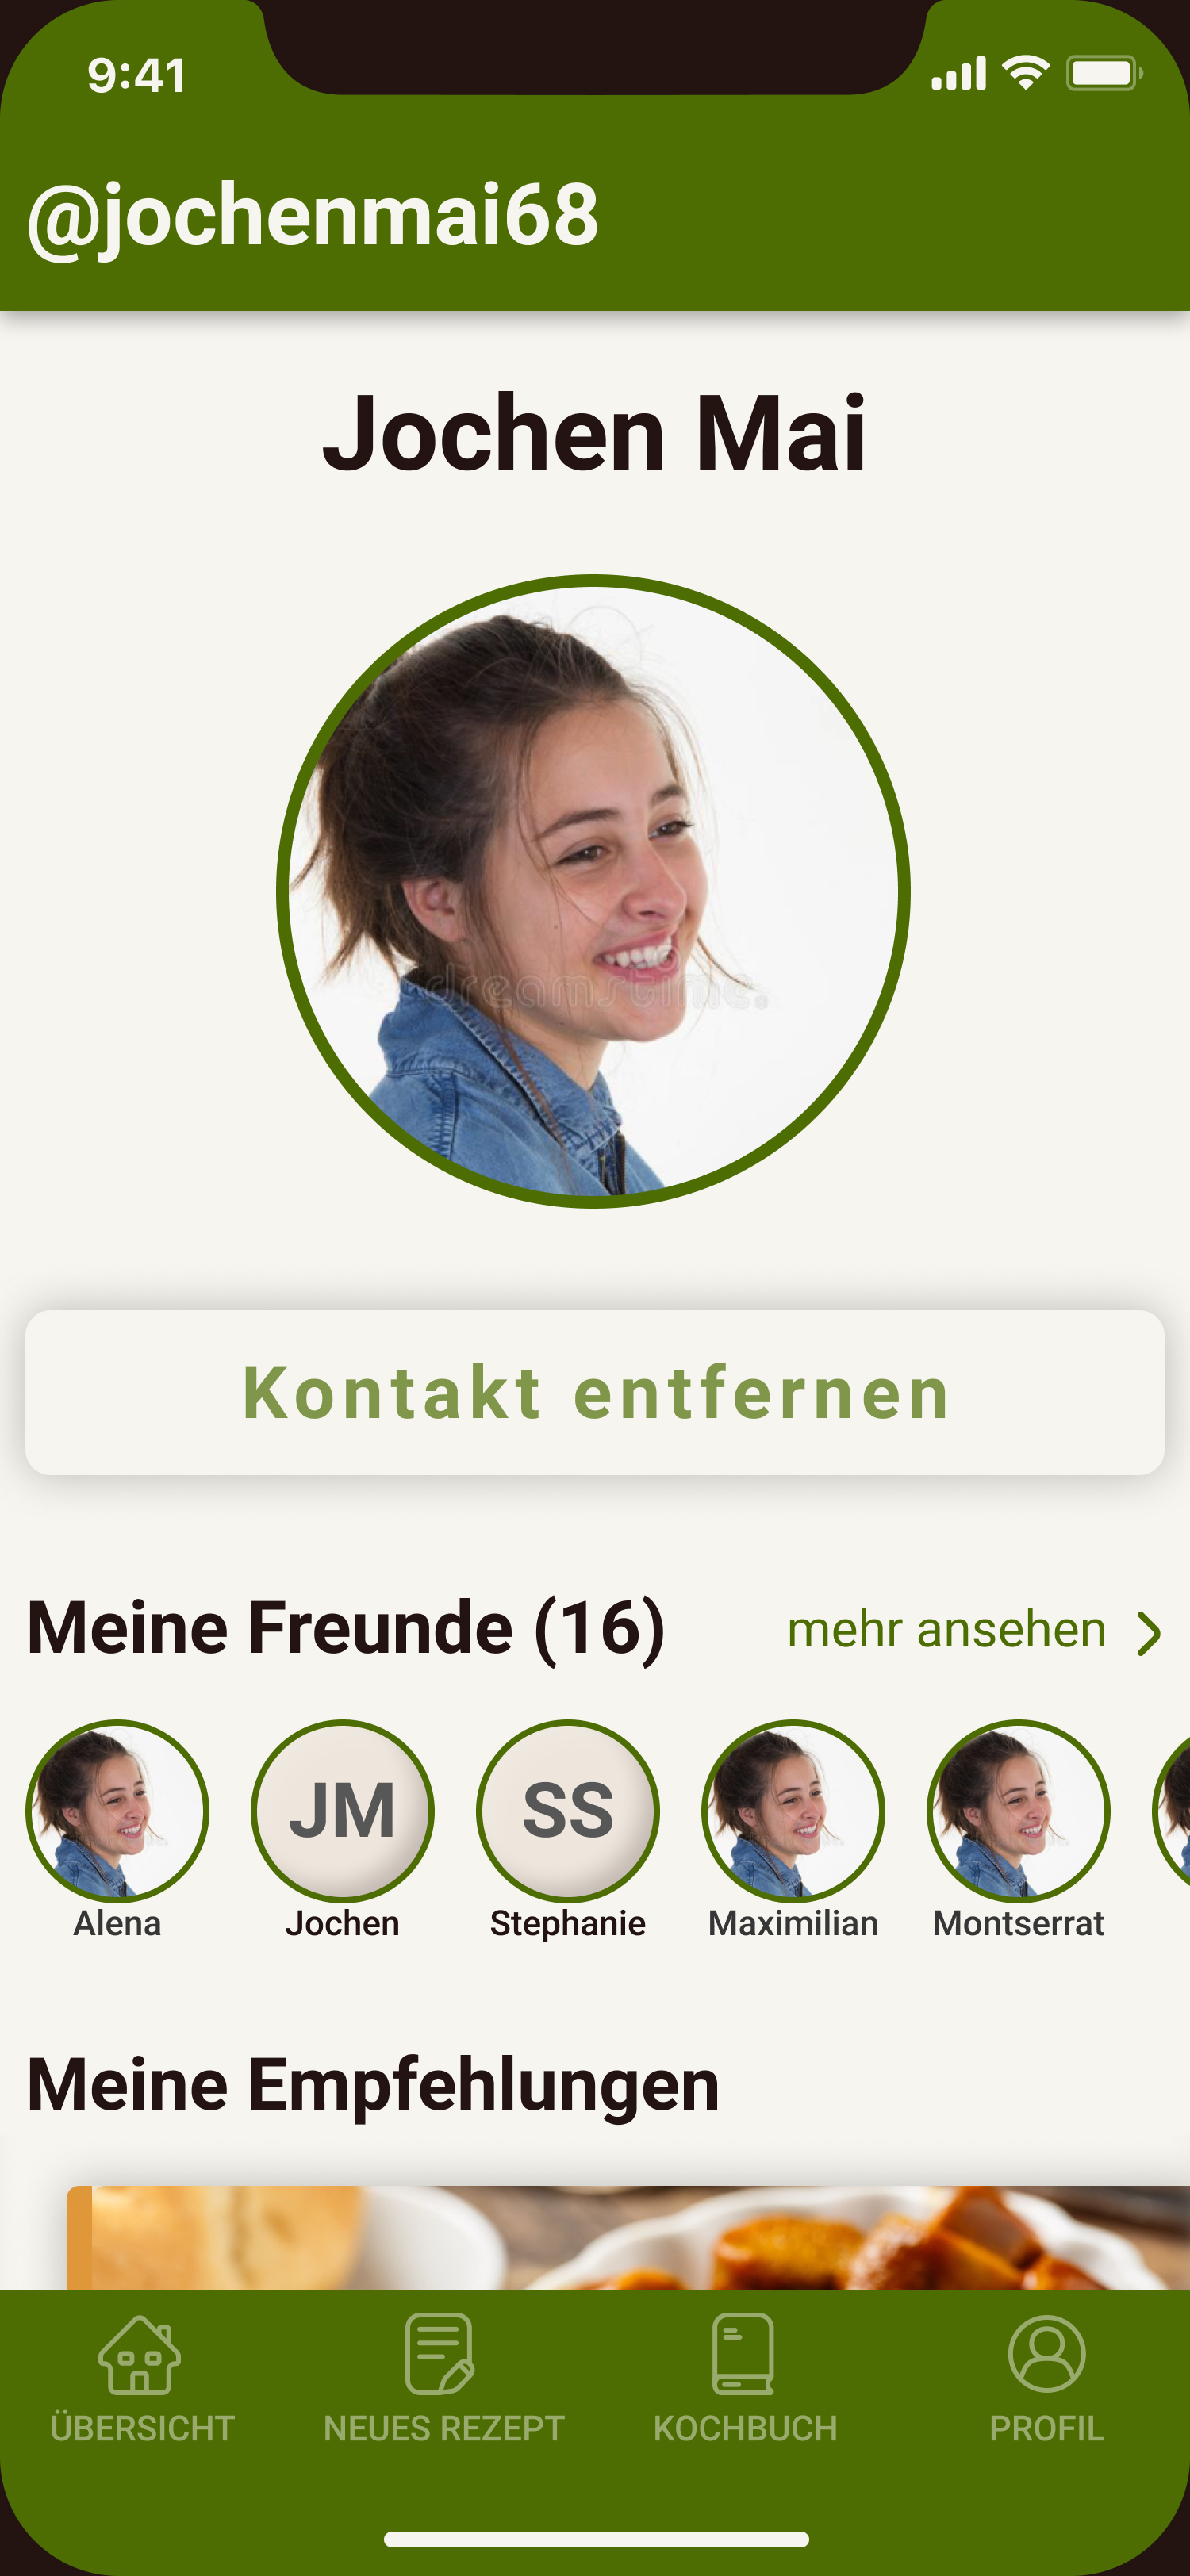 9:41
@jochenmai68
Jochen Mai
dreamstime.
Kontakt entfernen
Meine Freunde (16)
mehr ansehen
JM
SS
Alena
Jochen
Stephanie
Maximilian
Montserrat
Meine Empfehlungen
ÜBERSICHT
NEUES REZEPT
KOCHBUCH
PROFIL